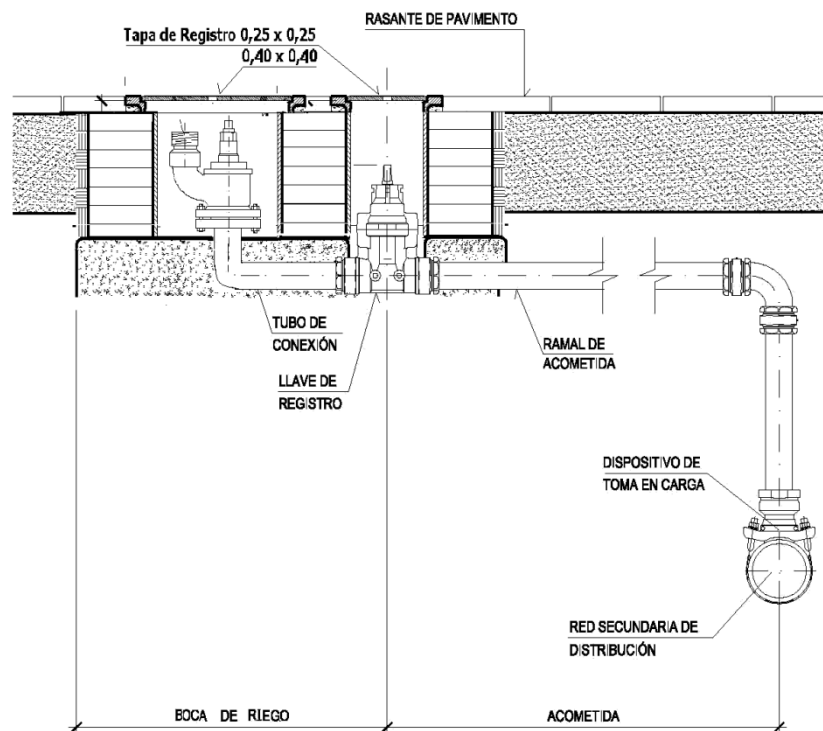 RASANTE DE PAVIMENTO
Tapa de Registro 0,25 x 0,25
0,40 x 0,40
TUBO DE
CONEXIÓN
LLAVE DE
REGISTRO
RAMAL DE
ACOMETIDA
DISPOSITIVO DE
TOMA EN CARGA
RED SECUNDARIA DE
DISTRIBUCIÓN
BOCA DE RIEGO
ACOMETIDA